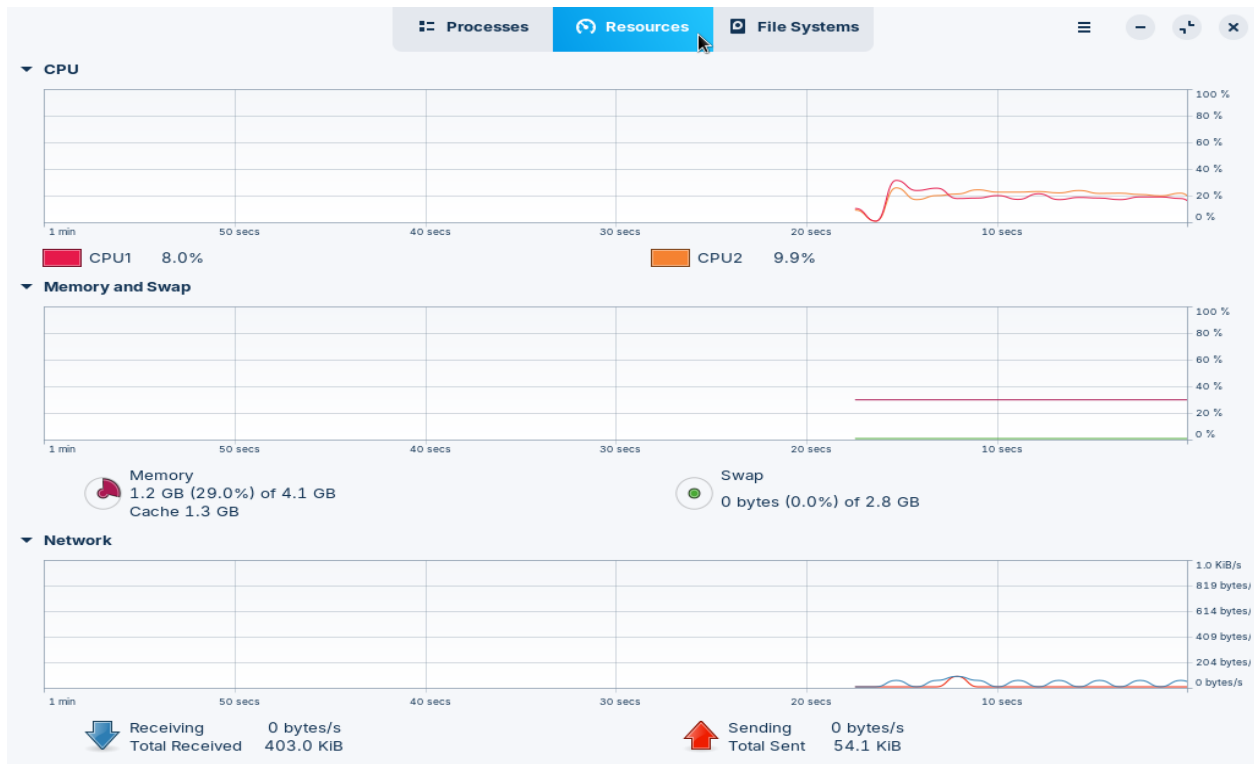 Processes Resources File Systems
CPU
100 %
80 %
60 %
40 %
20 %
0 %
1 min 50 secs 40 secs 30 secs 20 secs 10 secs
CPU1 8.0% CPU2 9.9%
Memory and Swap
100 %
80 %
60 %
40 %
20 %
0 %
1 min 50 secs 40 secs 30 secs 20 secs 10 secs
Memory
1.2 GB (29.0%) of 4.1 GB
Cache 1.3 GB
Swap
0 bytes (0.0%) of 2.8 GB
Network
1.0 KiB/s
819 bytes/
614 bytes/
409 bytes/
204 bytes/
0 bytes/s
1 min 50 secs 40 secs 30 secs 20 secs 10 secs
Receiving 0 bytes/s
Total Received 403.0 KiB
Sending 0 bytes/s
Total Sent 54.1 KiB